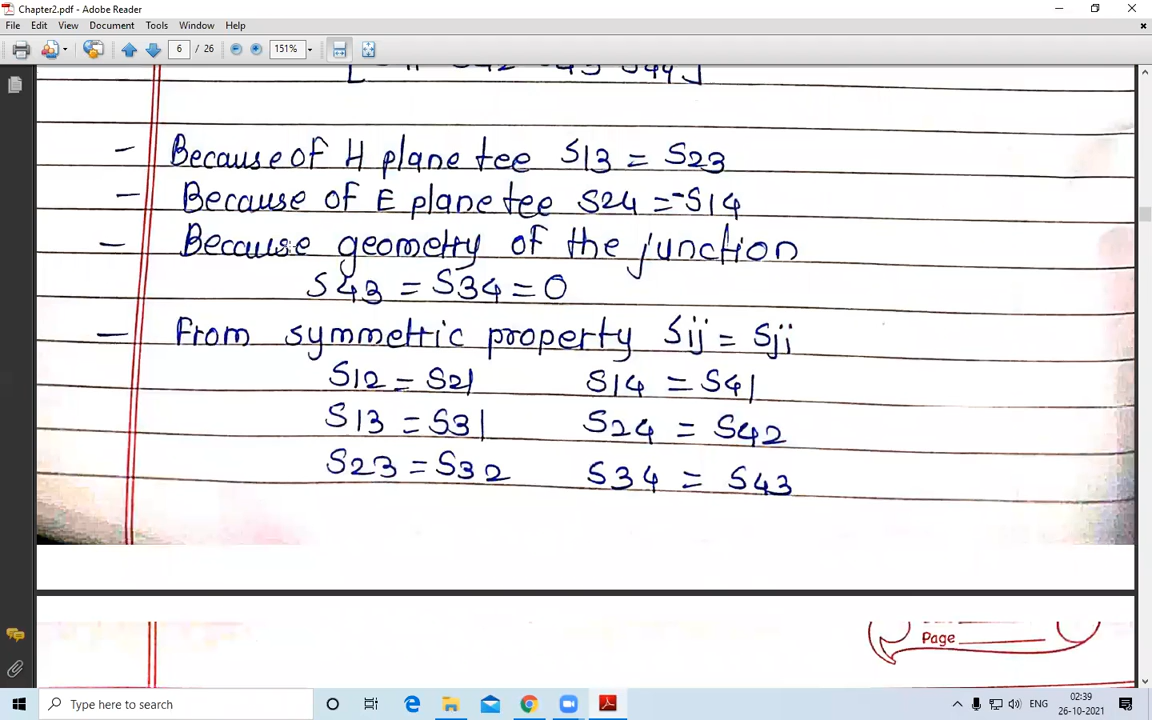 Chapter2.pdf - Adobe Reader
File Edit View Document Tools Window Help
6 / 26 151%
S44
- Because of H plane tee S13 = S23
- Because of E plane tee S24 = -S14
- Because geometry of the junction
S43 = S34 = 0
- From symmetric property Sij = Sji
S12 = S21 S14 = S41
S13 = S31 S24 = S42
S23 = S32 S34 = S43
Page
Type here to search
ENG
02:39
26-10-2021